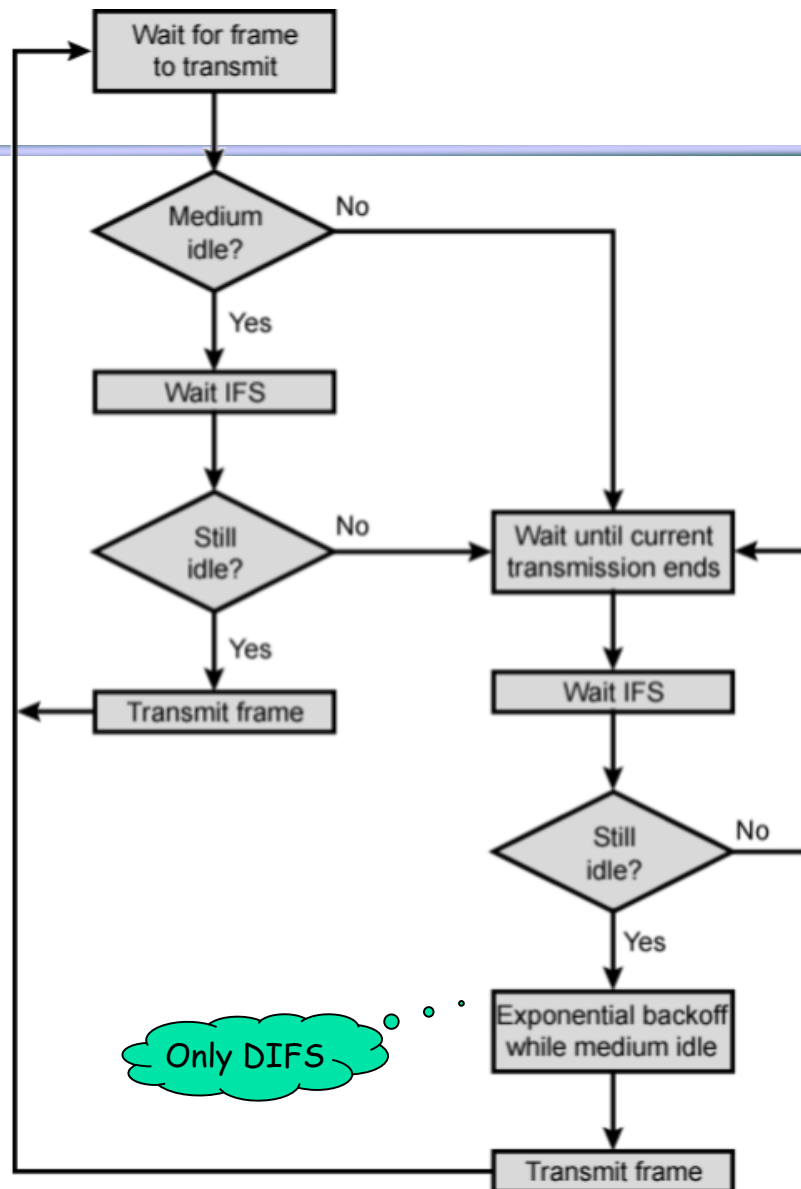 Wait for frame
to transmit
Medium
idle?
No
Yes
Wait IFS
Still
idle?
No
Yes
Transmit frame
Wait until current
transmission ends
Wait IFS
Still
idle?
No
Yes
Exponential backoff
while medium idle
Only DIFS
Transmit frame